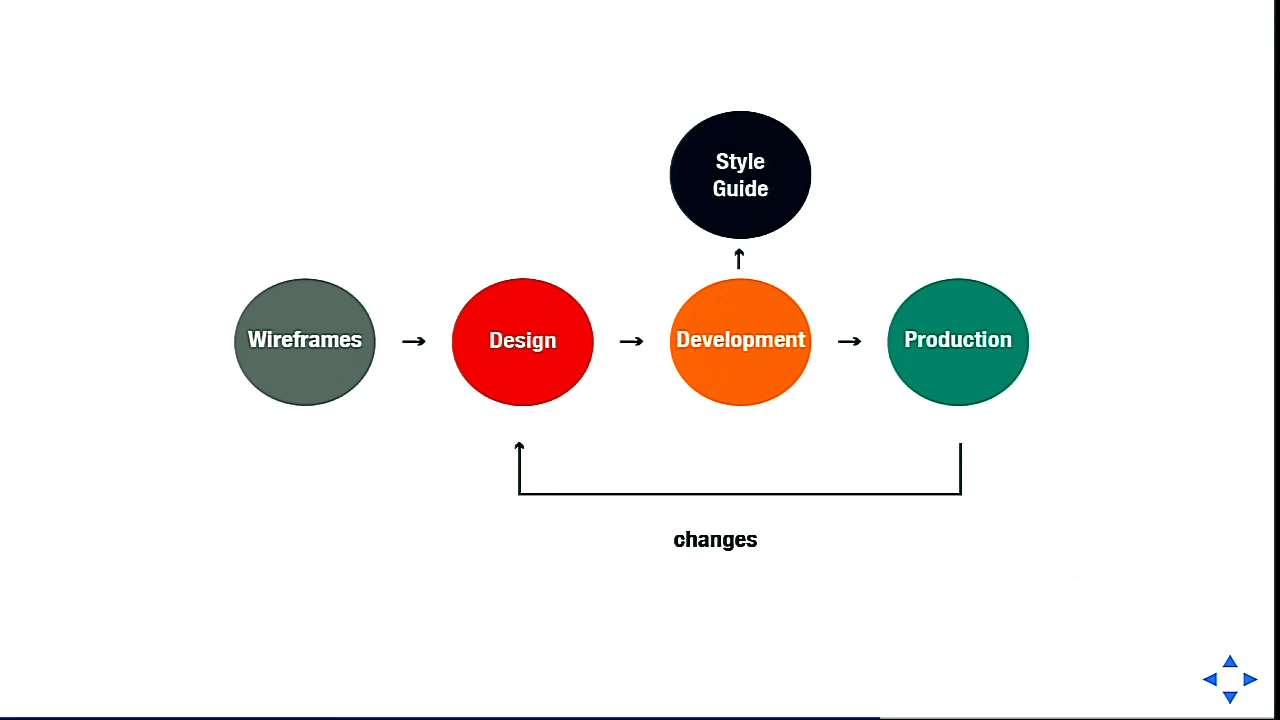 Style
Guide
Wireframes
Design
Development
Production
changes